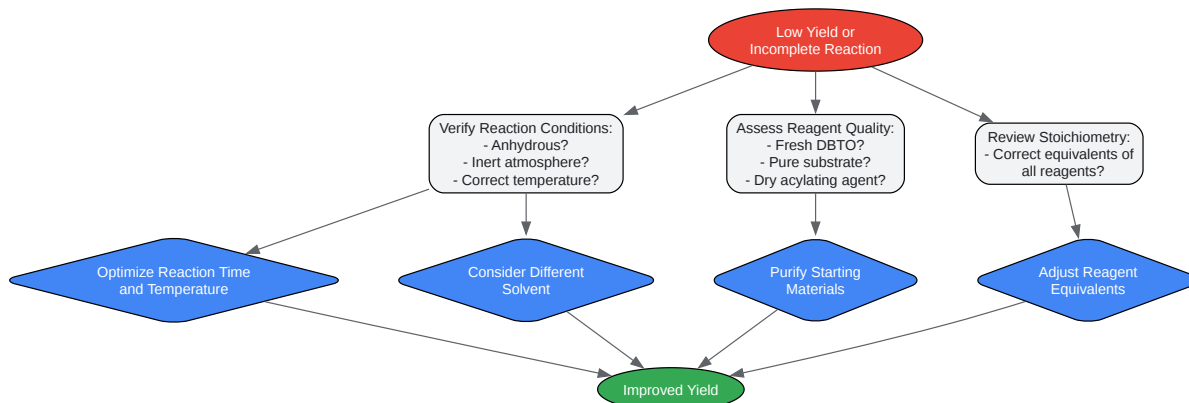 Low Yield or
Incomplete Reaction
Verify Reaction Conditions:
- Anhydrous?
- Inert atmosphere?
- Correct temperature?
Assess Reagent Quality:
- Fresh DBTO?
- Pure substrate?
- Dry acylating agent?
Review Stoichiometry:
- Correct equivalents of
all reagents?
Optimize Reaction Time
and Temperature
Consider Different
Solvent
Purify Starting
Materials
Adjust Reagent
Equivalents
Improved Yield